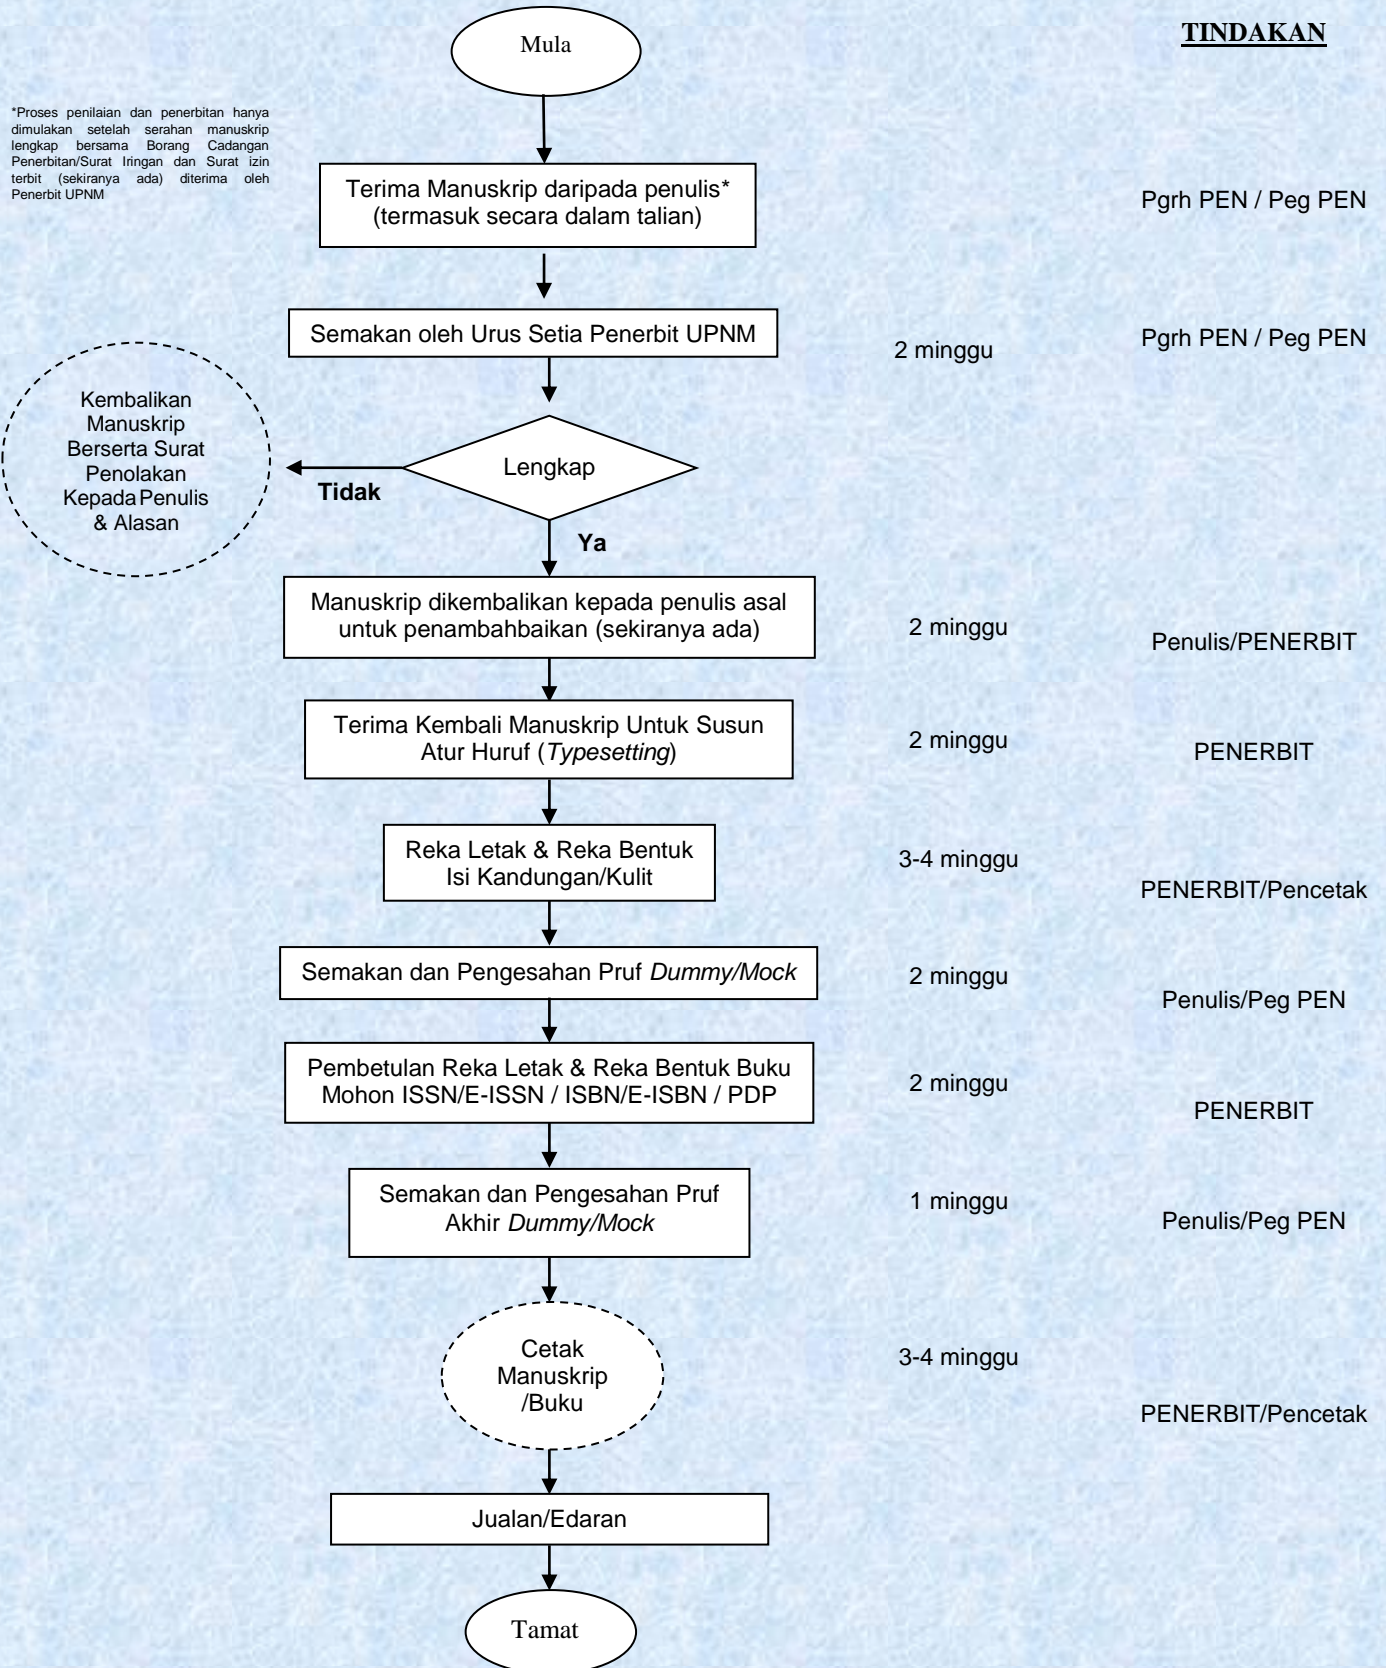 Mula
TINDAKAN
*Proses penilaian dan penerbitan hanya
dimulakan setelah serahan manuskrip
lengkap bersama Borang Cadangan
Penerbitan/Surat Iringan dan Surat izin
terbit (sekiranya ada) diterima oleh
Penerbit UPNM
Terima Manuskrip daripada penulis*
(termasuk secara dalam talian)
Pgrh PEN / Peg PEN
Semakan oleh Urus Setia Penerbit UPNM
2 minggu
Pgrh PEN / Peg PEN
Kembalikan
Manuskrip
Berserta Surat
Penolakan
Kepada Penulis
& Alasan
Lengkap
Tidak
Ya
Manuskrip dikembalikan kepada penulis asal
untuk penambahbaikan (sekiranya ada)
2 minggu
Penulis/PENERBIT
Terima Kembali Manuskrip Untuk Susun
Atur Huruf (Typesetting)
2 minggu
PENERBIT
Reka Letak & Reka Bentuk
Isi Kandungan/Kulit
3-4 minggu
PENERBIT/Pencetak
Semakan dan Pengesahan Pruf Dummy/Mock
2 minggu
Penulis/Peg PEN
Pembetulan Reka Letak & Reka Bentuk Buku
Mohon ISSN/E-ISSN / ISBN/E-ISBN / PDP
2 minggu
PENERBIT
Semakan dan Pengesahan Pruf
Akhir Dummy/Mock
1 minggu
Penulis/Peg PEN
Cetak
Manuskrip
/Buku
3-4 minggu
PENERBIT/Pencetak
Jualan/Edaran
Tamat